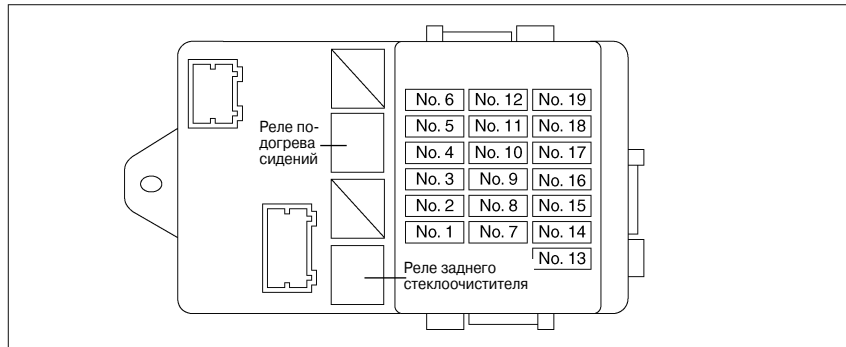 No. 6 No. 12 No. 19
No. 5 No. 11 No. 18
No. 4 No. 10 No. 17
No. 3 No. 9 No. 16
No. 2 No. 8 No. 15
No. 1 No. 7 No. 14
No. 13
Реле по-
догрева
сидений
Реле заднего
стеклоочистителя